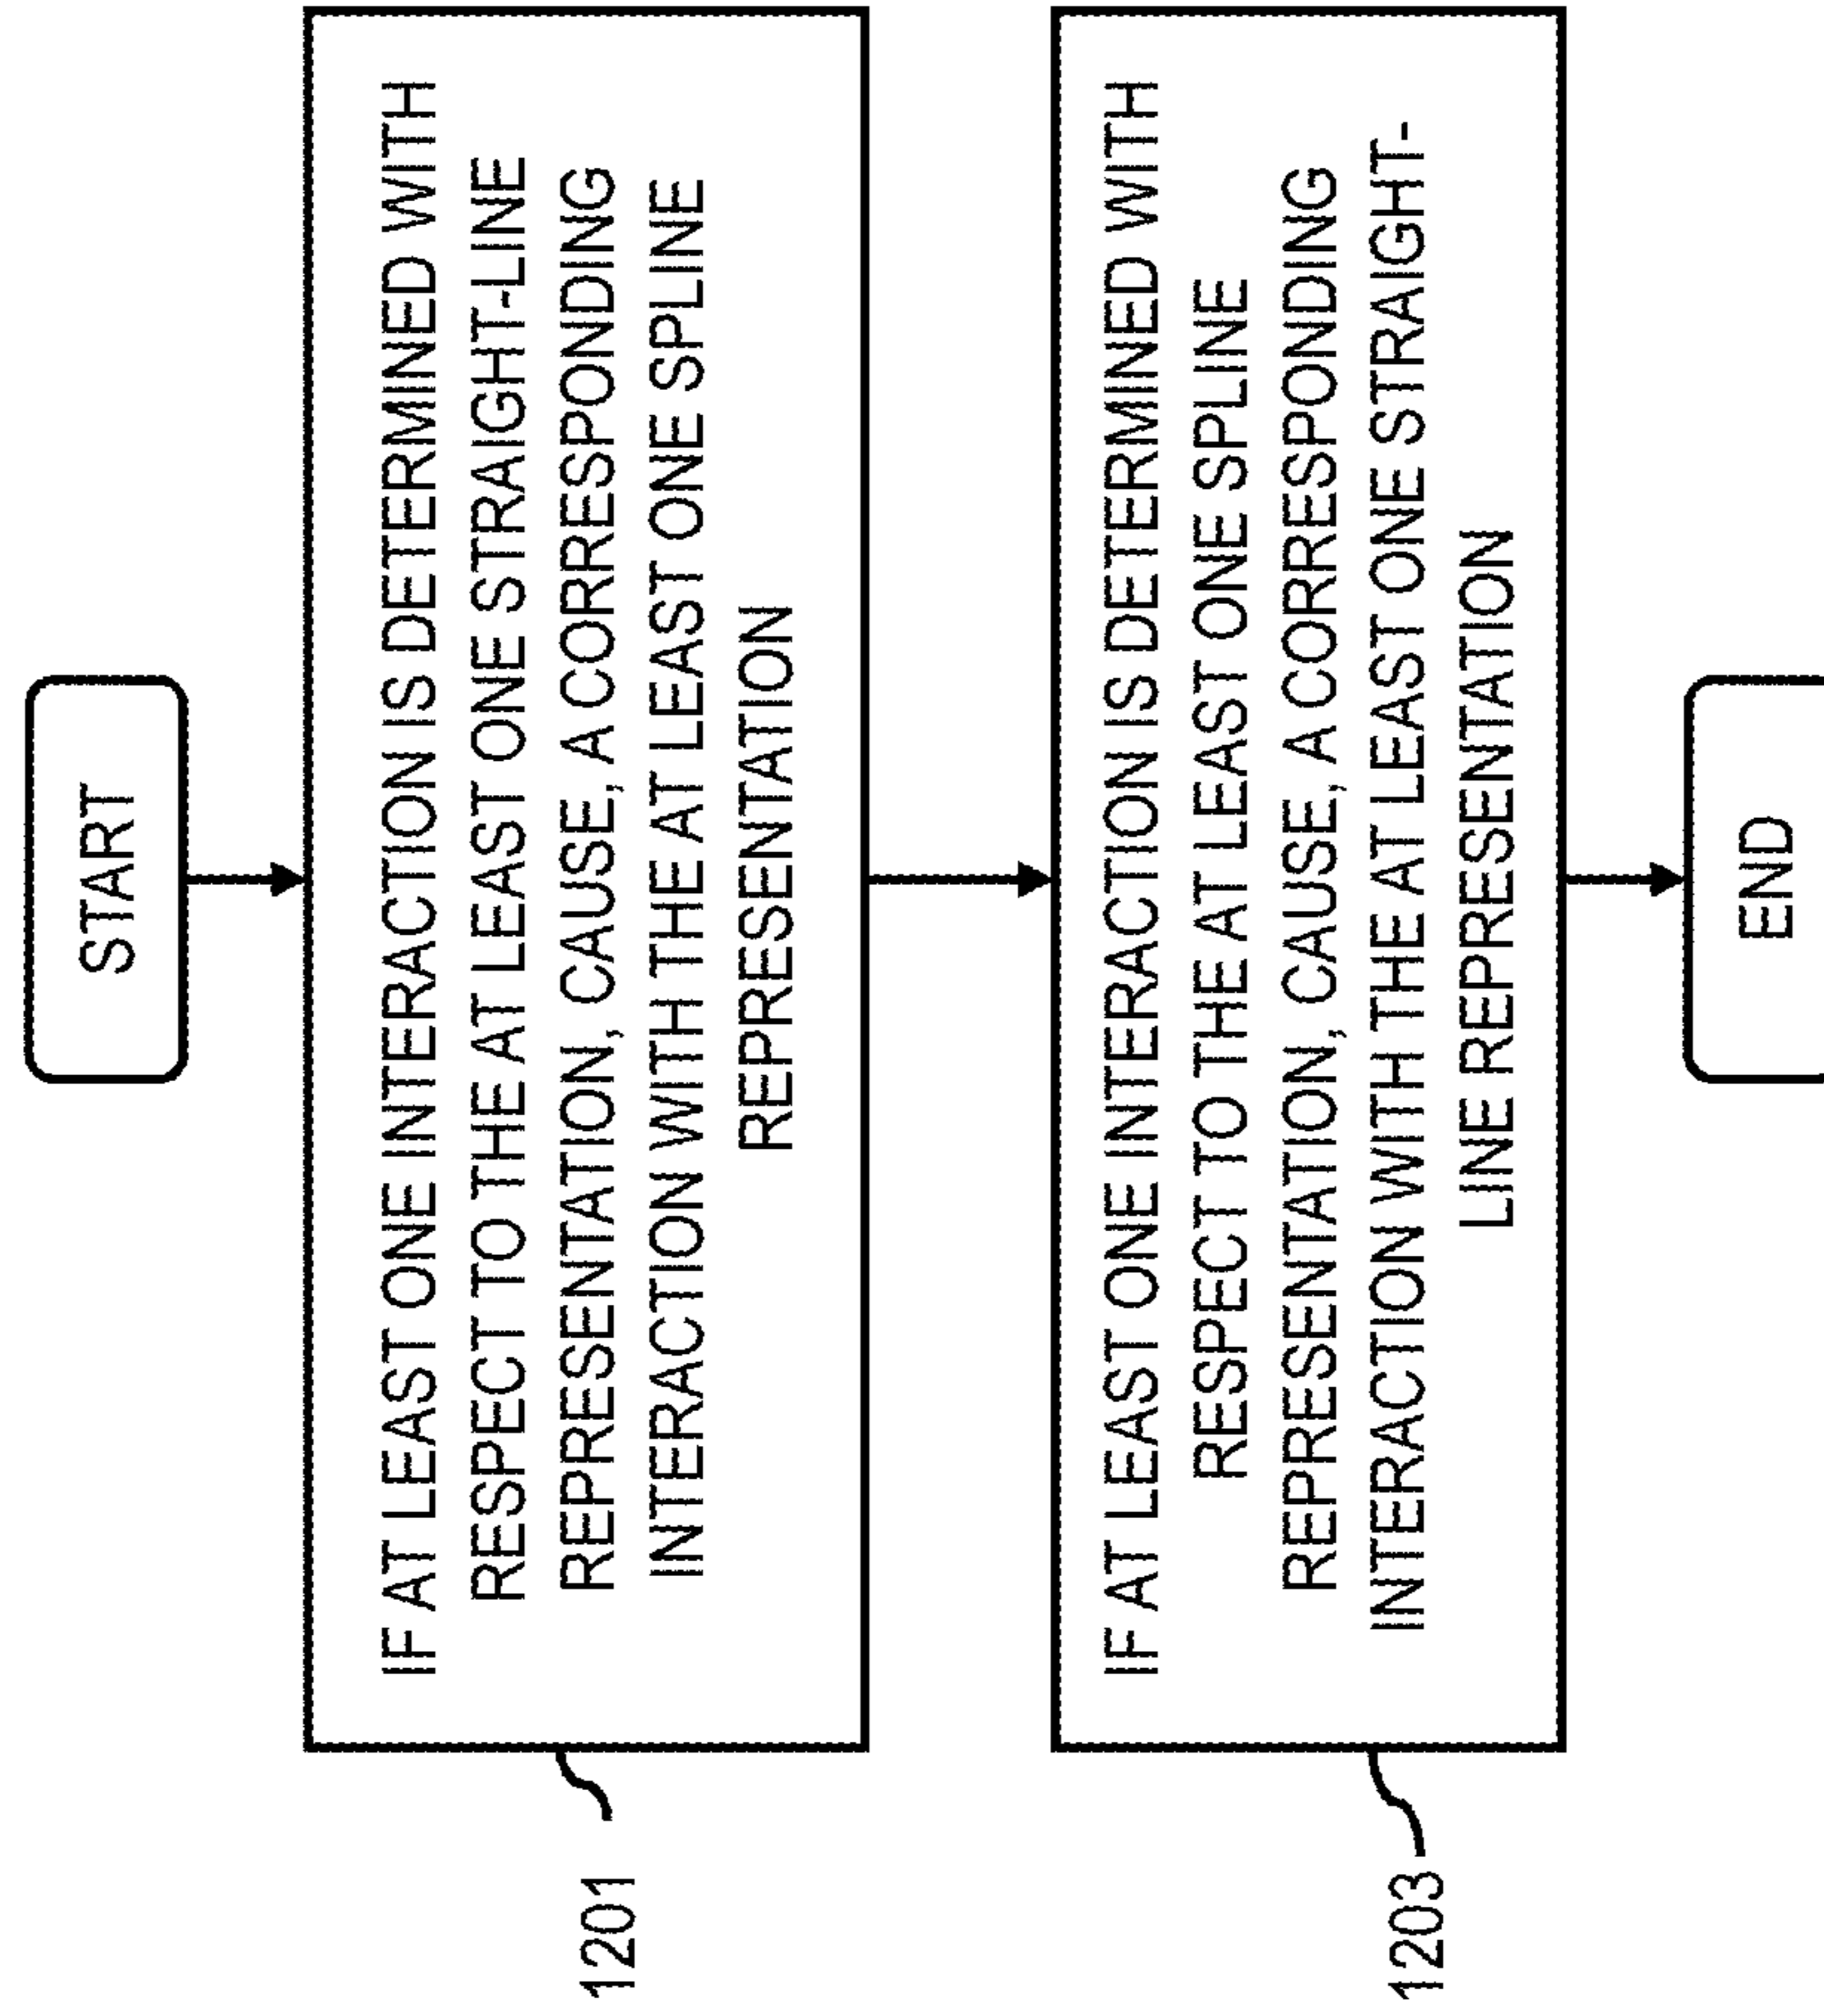 START
IF AT LEAST ONE INTERACTION IS DETERMINED WITH
RESPECT TO THE AT LEAST ONE STRAIGHT-LINE
REPRESENTATION, CAUSE, A CORRESPONDING
INTERACTION WITH THE AT LEAST ONE SPLINE
REPRESENTATION
1201
IF AT LEAST ONE INTERACTION IS DETERMINED WITH
RESPECT TO THE AT LEAST ONE SPLINE
REPRESENTATION, CAUSE, A CORRESPONDING
INTERACTION WITH THE AT LEAST ONE STRAIGHT-
LINE REPRESENTATION
1203
END